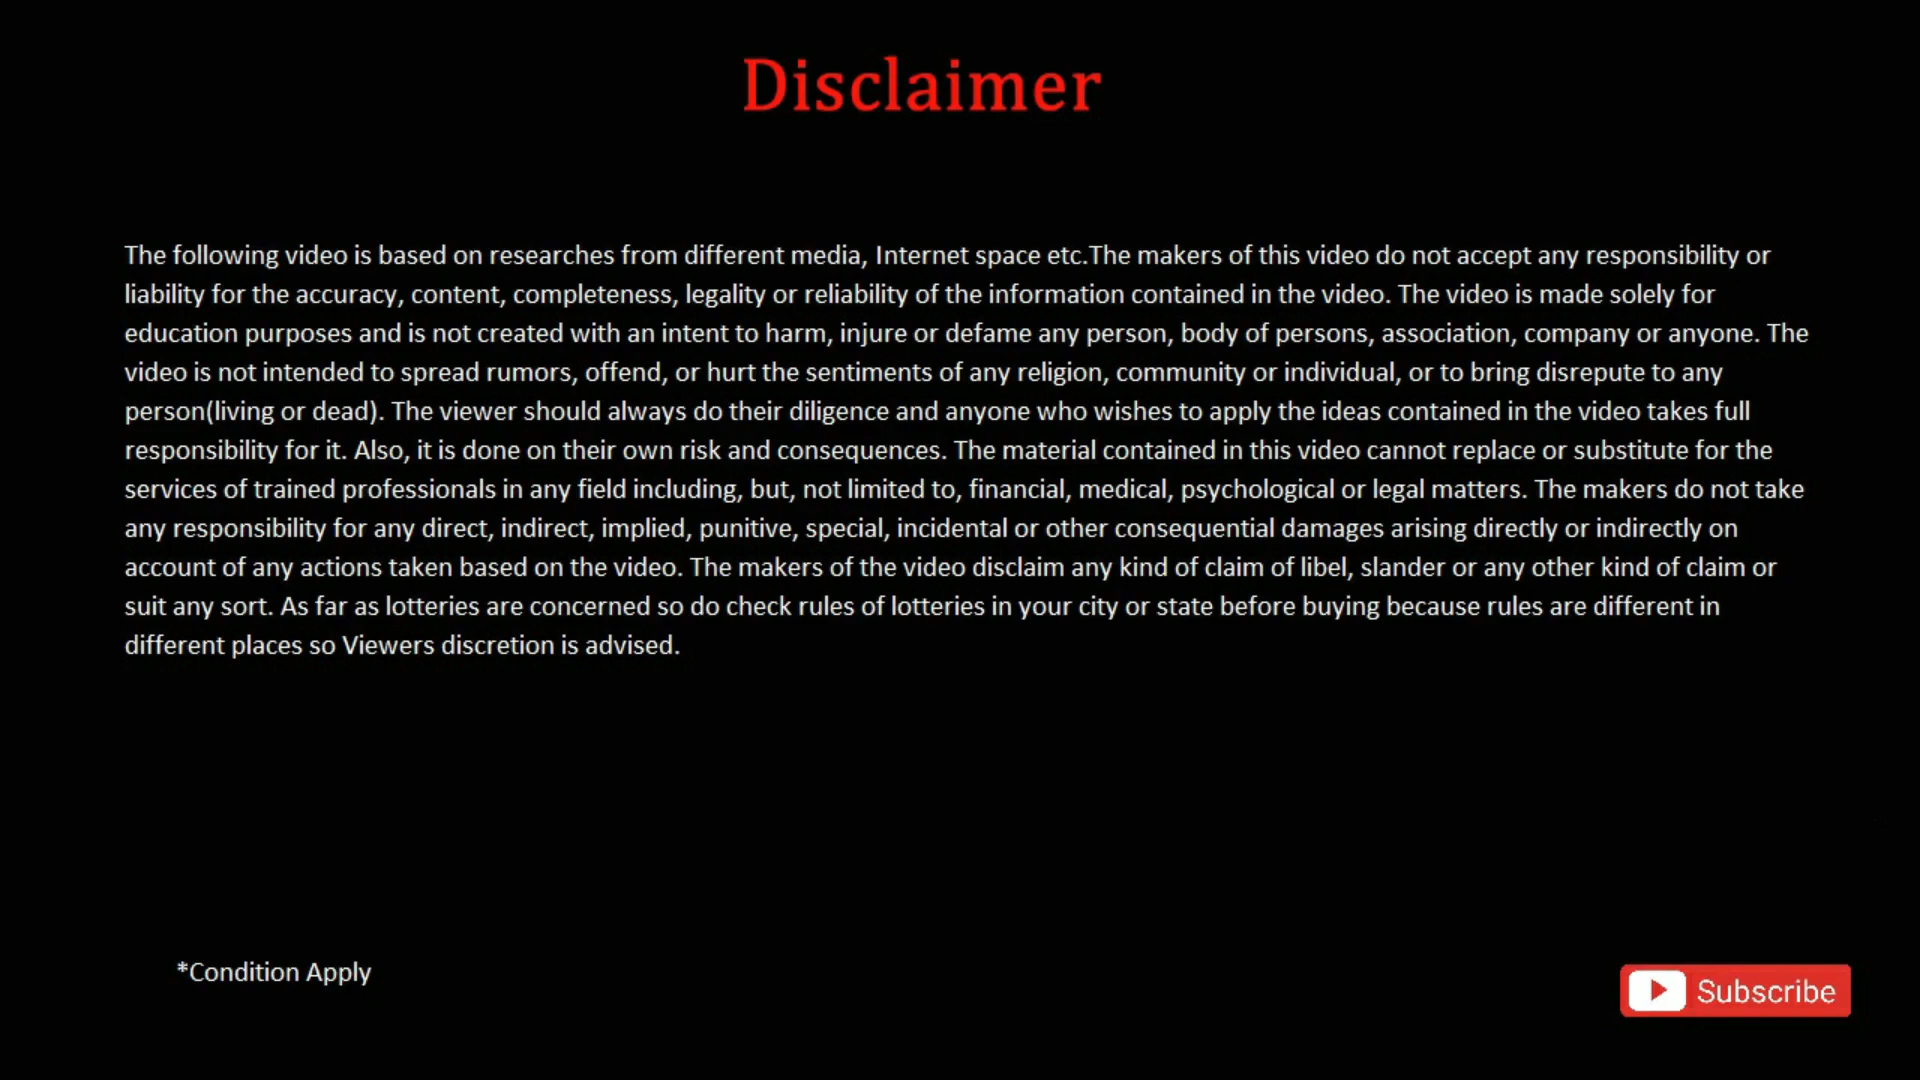 Disclaimer
The following video is based on researches from different media, Internet space etc.The makers of this video do not accept any responsibility or
liability for the accuracy, content, completeness, legality or reliability of the information contained in the video. The video is made solely for
education purposes and is not created with an intent to harm, injure or defame any person, body of persons, association, company or anyone. The
video is not intended to spread rumors, offend, or hurt the sentiments of any religion, community or individual, or to bring disrepute to any
person(living or dead). The viewer should always do their diligence and anyone who wishes to apply the ideas contained in the video takes full
responsibility for it. Also, it is done on their own risk and consequences. The material contained in this video cannot replace or substitute for the
services of trained professionals in any field including, but, not limited to, financial, medical, psychological or legal matters. The makers do not take
any responsibility for any direct, indirect, implied, punitive, special, incidental or other consequential damages arising directly or indirectly on
account of any actions taken based on the video. The makers of the video disclaim any kind of claim of libel, slander or any other kind of claim or
suit any sort. As far as lotteries are concerned so do check rules of lotteries in your city or state before buying because rules are different in
different places so Viewers discretion is advised.
*Condition Apply
Subscribe